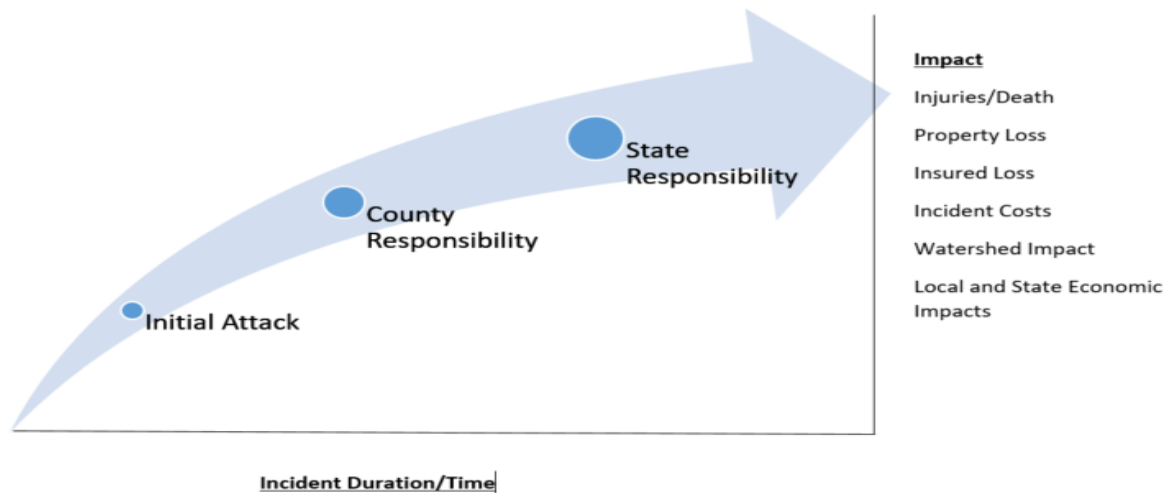 Impact
Injuries/Death
Property Loss
Insured Loss
Incident Costs
Watershed Impact
Local and State Economic
Impacts
State
Responsibility
County
Responsibility
Initial Attack
Incident Duration/Time